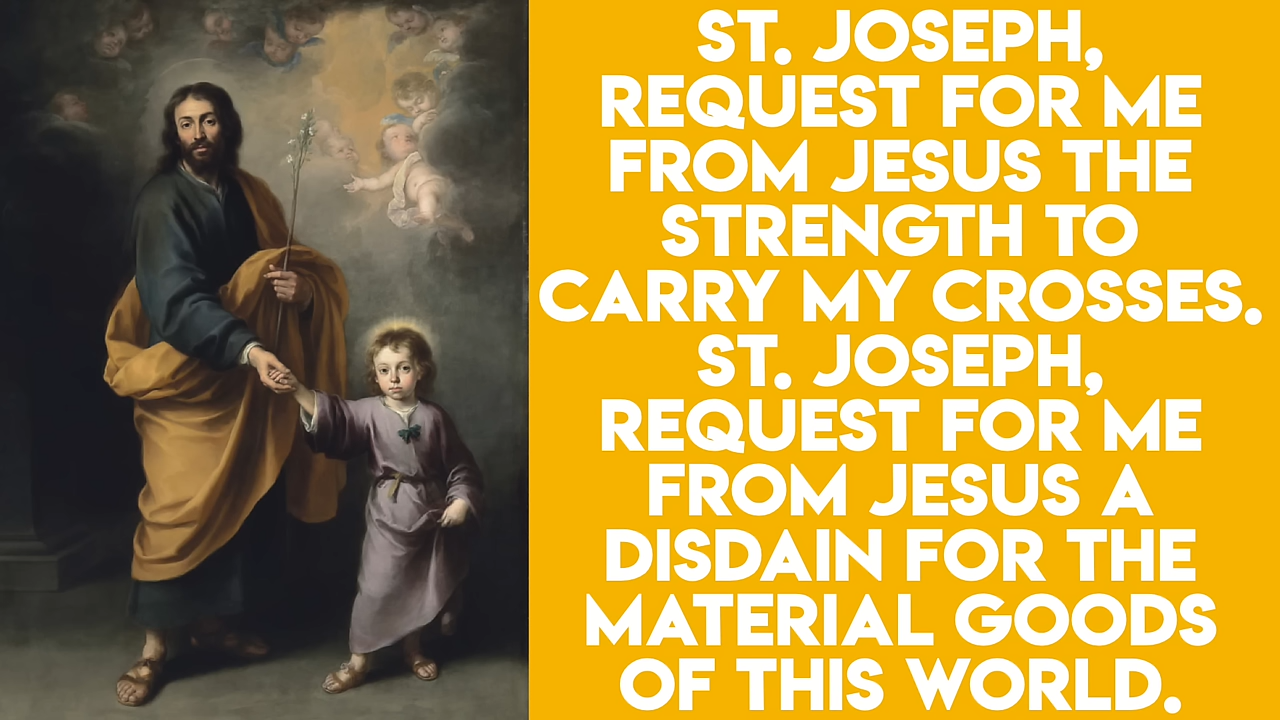 ST. JOSEPH,
REQUEST FOR ME
FROM JESUS THE
STRENGTH TO
CARRY MY CROSSES.
ST. JOSEPH,
REQUEST FOR ME
FROM JESUS A
DISDAIN FOR THE
MATERIAL GOODS
OF THIS WORLD.